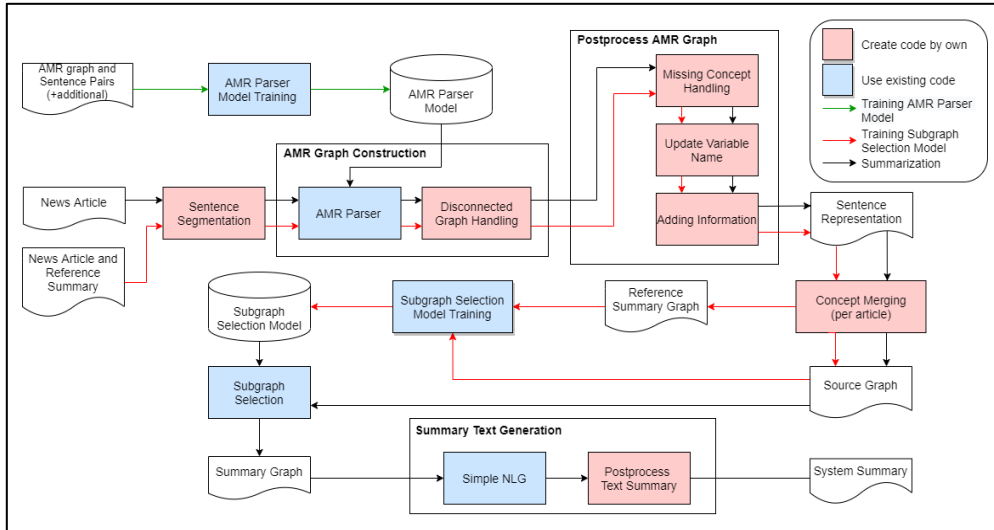 AMR graph and
Sentence Pairs
(+additional)
AMR Parser
Model Training
AMR Parser
Model
Postprocess AMR Graph
Missing Concept
Handling
Update Variable
Name
Adding Information
Create code by own
Use existing code
Training AMR Parser
Model
Training Subgraph
Selection Model
Summarization
AMR Graph Construction
News Article
Sentence
Segmentation
AMR Parser
Disconnected
Graph Handling
Sentence
Representation
News Article and
Reference
Summary
Subgraph
Selection Model
Subgraph Selection
Model Training
Reference
Summary Graph
Concept Merging
(per article)
Subgraph
Selection
Source Graph
Summary Text Generation
Summary Graph
Simple NLG
Postprocess
Text Summary
System Summary